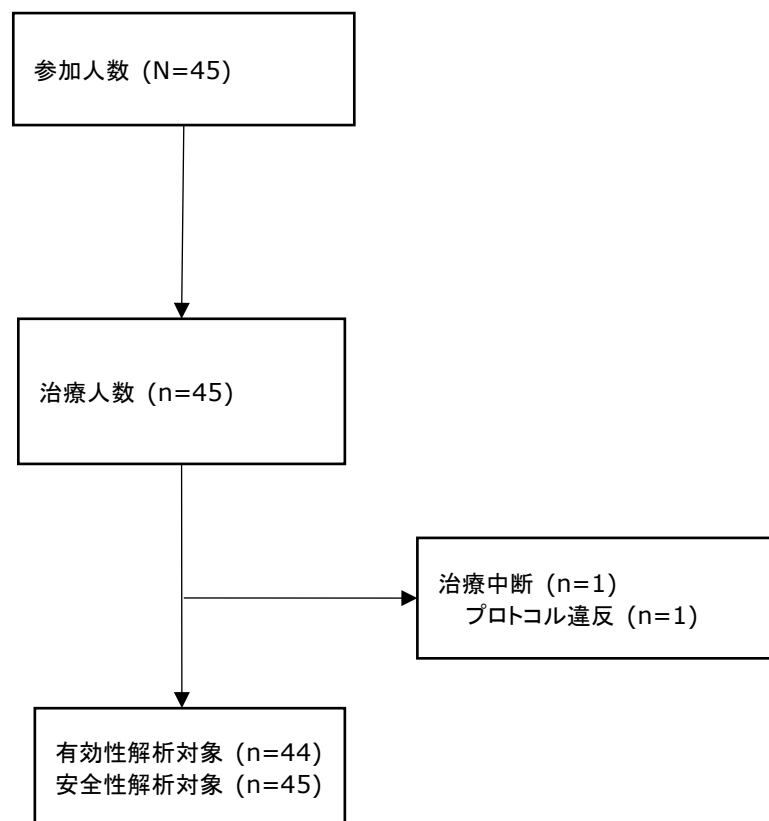 参加人数 (N=45)
治療人数 (n=45)
治療中断 (n=1)
プロトコル違反 (n=1)
有効性解析対象 (n=44)
安全性解析対象 (n=45)